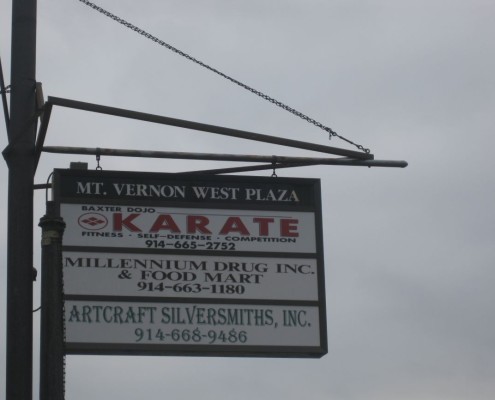 MT. VERNON WEST PLAZA
BAXTER DOJO
KARATE
FITNESS · SELF-DEFENSE · COMPETITION
914-665-2752
MILLENNIUM DRUG INC.
& FOOD MART
914-663-1180
ARTCRAFT SILVERSMITHS, INC.
914-668-9486